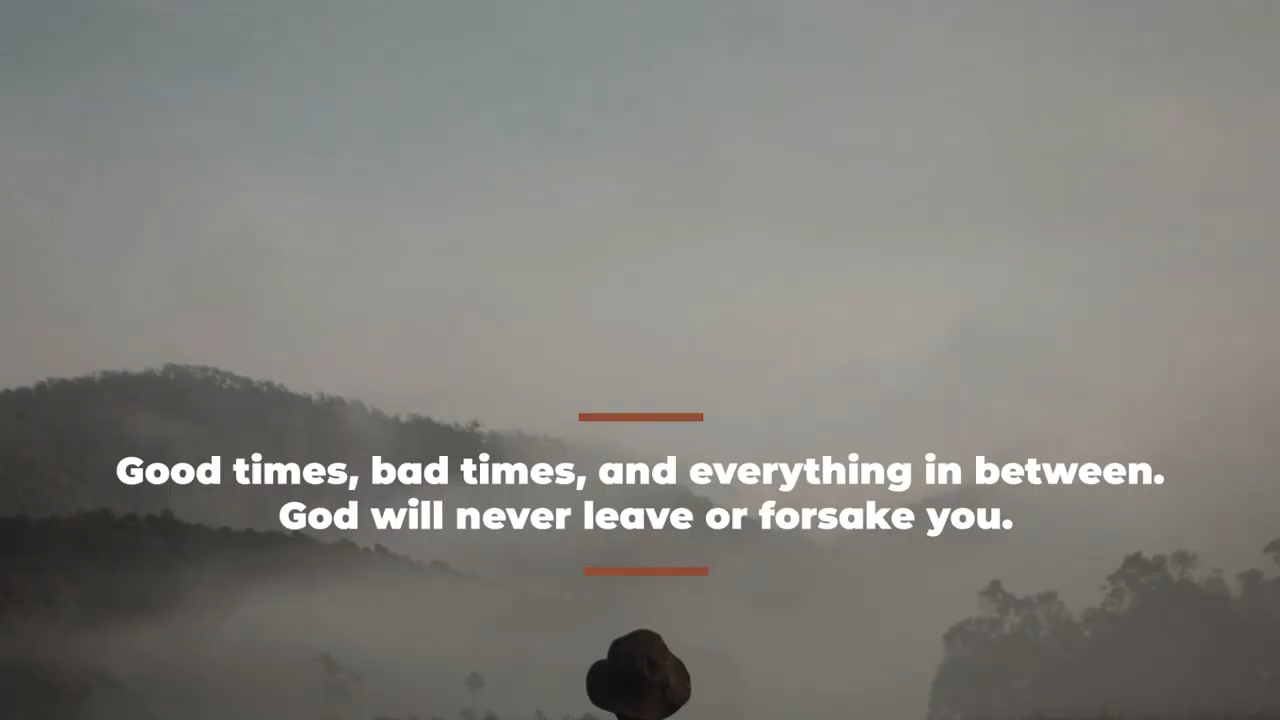 Good times, bad times, and everything in between.
God will never leave or forsake you.